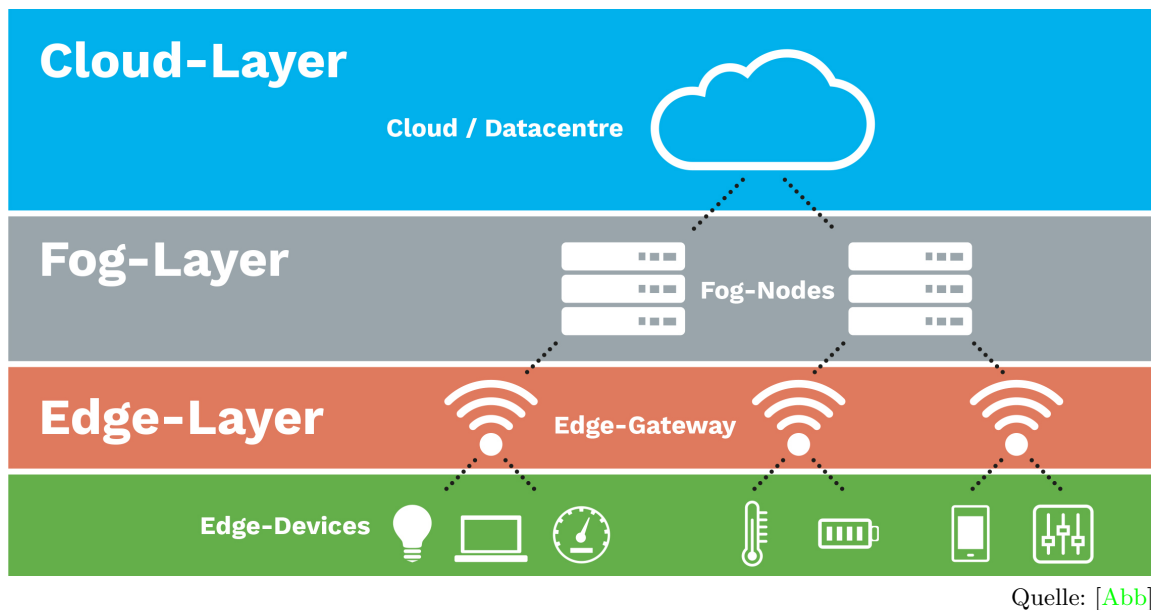 Cloud-Layer
Cloud / Datacentre
Fog-Layer
Fog-Nodes
Edge-Layer
Edge-Gateway
Edge-Devices
Quelle: [Abb]